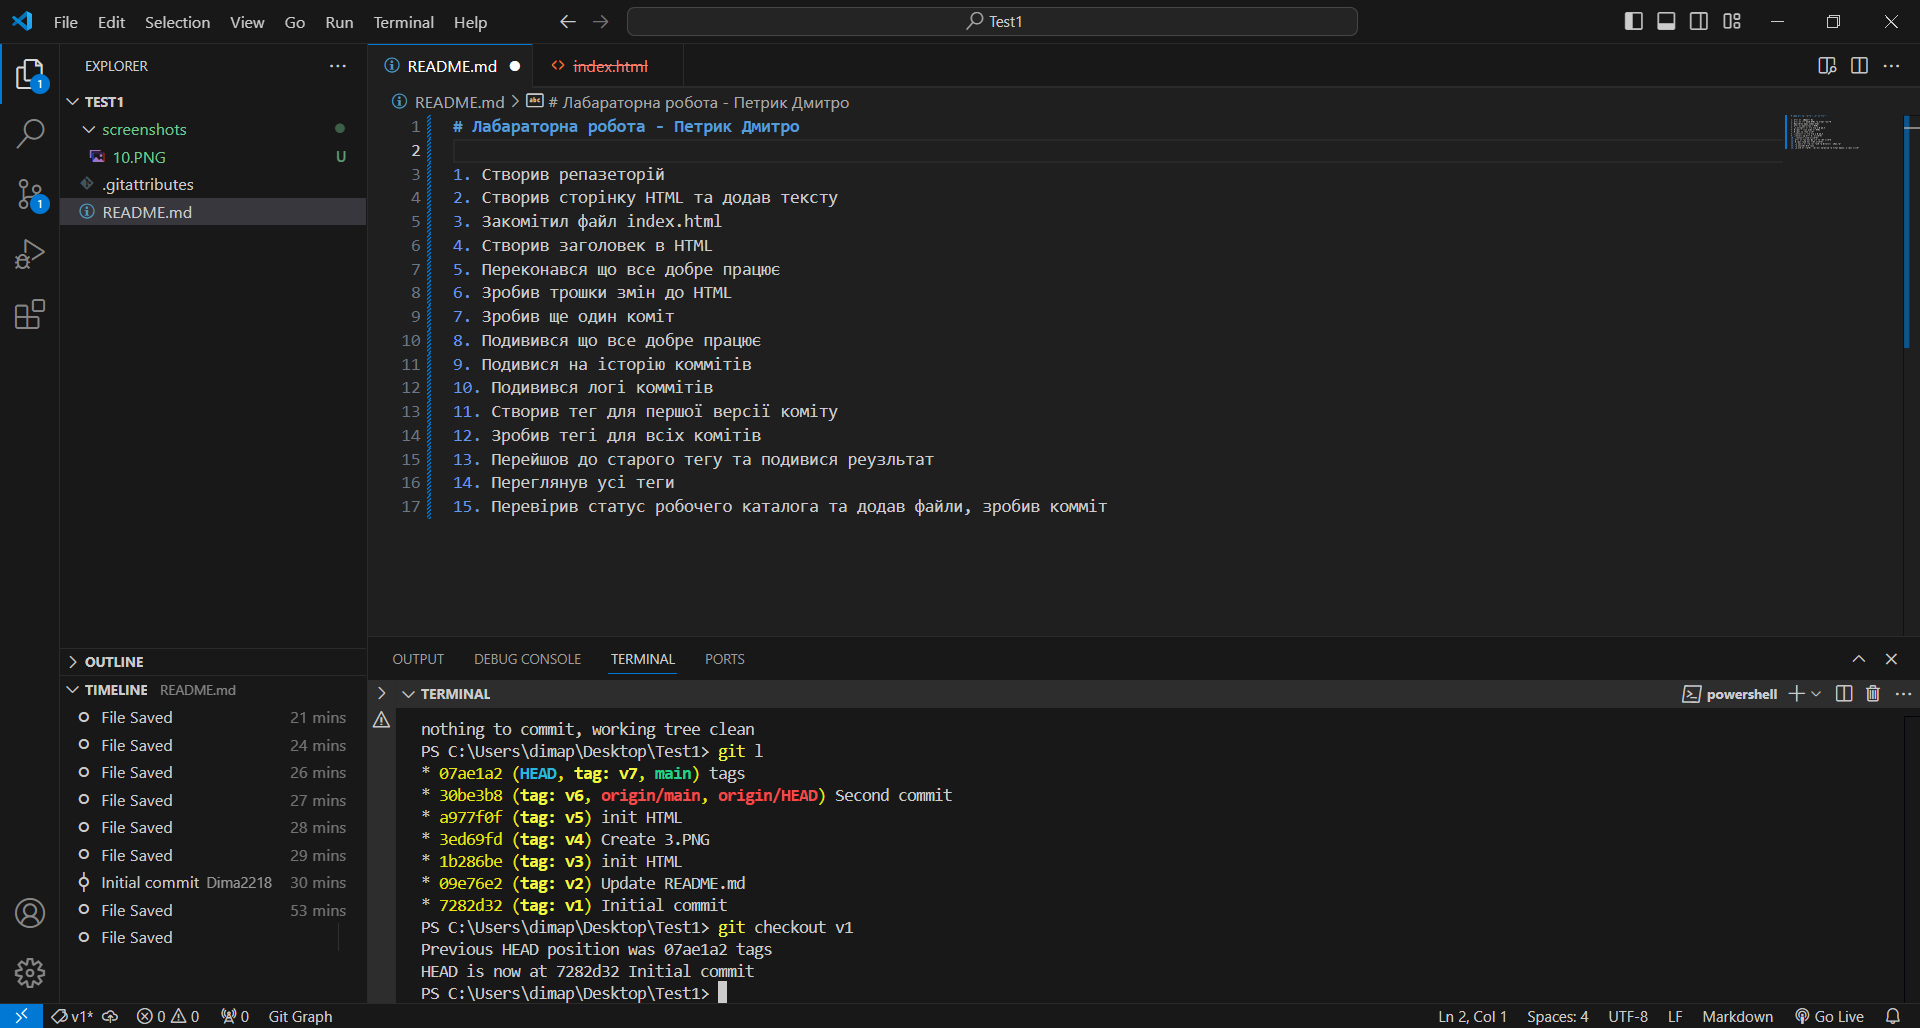 File Edit Selection View Go Run Terminal Help
Test1
EXPLORER
TEST1
screenshots
10.PNG U
.gitattributes
README.md
OUTLINE
TIMELINE README.md
File Saved 21 mins
File Saved 24 mins
File Saved 26 mins
File Saved 27 mins
File Saved 28 mins
File Saved 29 mins
Initial commit Dima2218 30 mins
File Saved 53 mins
File Saved
1
1
README.md index.html
README.md > # Лабараторна робота - Петрик Дмитро
1 # Лабараторна робота - Петрик Дмитро
2
3 1. Створив репазеторій
4 2. Створив сторінку HTML та додав тексту
5 3. Закомітил файл index.html
6 4. Створив заголовек в HTML
7 5. Переконався що все добре працює
8 6. Зробив трошки змін до HTML
9 7. Зробив ще один коміт
10 8. Подивився що все добре працює
11 9. Подивися на історію коммітів
12 10. Подивився логі коммітів
13 11. Створив тег для першої версії коміту
14 12. Зробив тегі для всіх комітів
15 13. Перейшов до старого тегу та подивися реузльтат
16 14. Переглянув усі теги
17 15. Перевірив статус робочего каталога та додав файли, зробив комміт
OUTPUT DEBUG CONSOLE TERMINAL PORTS
TERMINAL
powershell
nothing to commit, working tree clean
PS C:\Users\dimap\Desktop\Test1> git l
* 07ae1a2 (HEAD, tag: v7, main) tags
* 30be3b8 (tag: v6, origin/main, origin/HEAD) Second commit
* a977f0f (tag: v5) init HTML
* 3ed69fd (tag: v4) Create 3.PNG
* 1b286be (tag: v3) init HTML
* 09e76e2 (tag: v2) Update README.md
* 7282d32 (tag: v1) Initial commit
PS C:\Users\dimap\Desktop\Test1> git checkout v1
Previous HEAD position was 07ae1a2 tags
HEAD is now at 7282d32 Initial commit
PS C:\Users\dimap\Desktop\Test1>
v1* 0 0 0 Git Graph
Ln 2, Col 1 Spaces: 4 UTF-8 LF Markdown Go Live